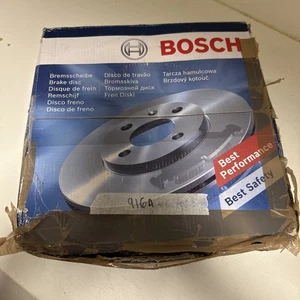 BOSCH
Bremsscheibe
Brake disc
Disque de frein
Remschijf
Disco freno
Disco de freno
Disco de travão
Bromsskiva
Тормозной диск
Fren Diski
Tarcza hamulcowa
Brzdový kotouč
Best
Performance
Best Safety
916A